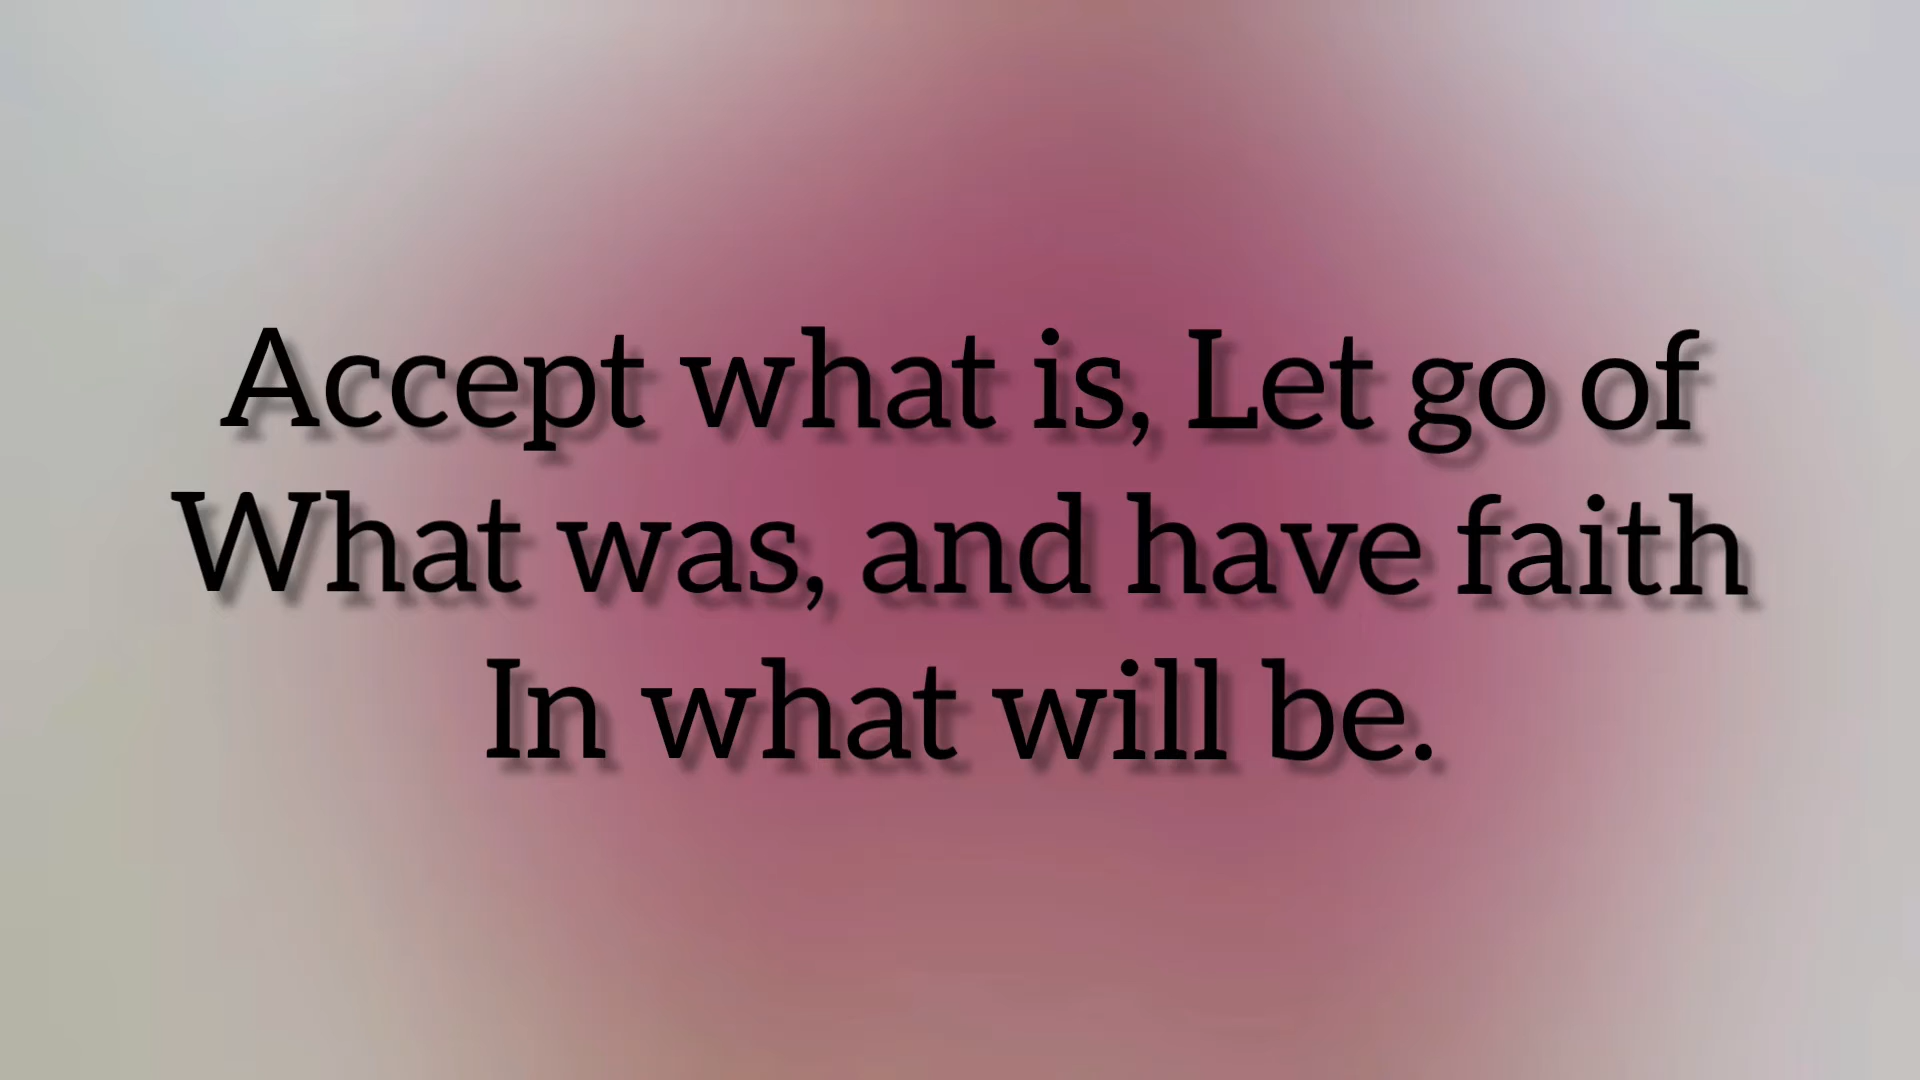 Accept what is, Let go of
What was, and have faith
In what will be.